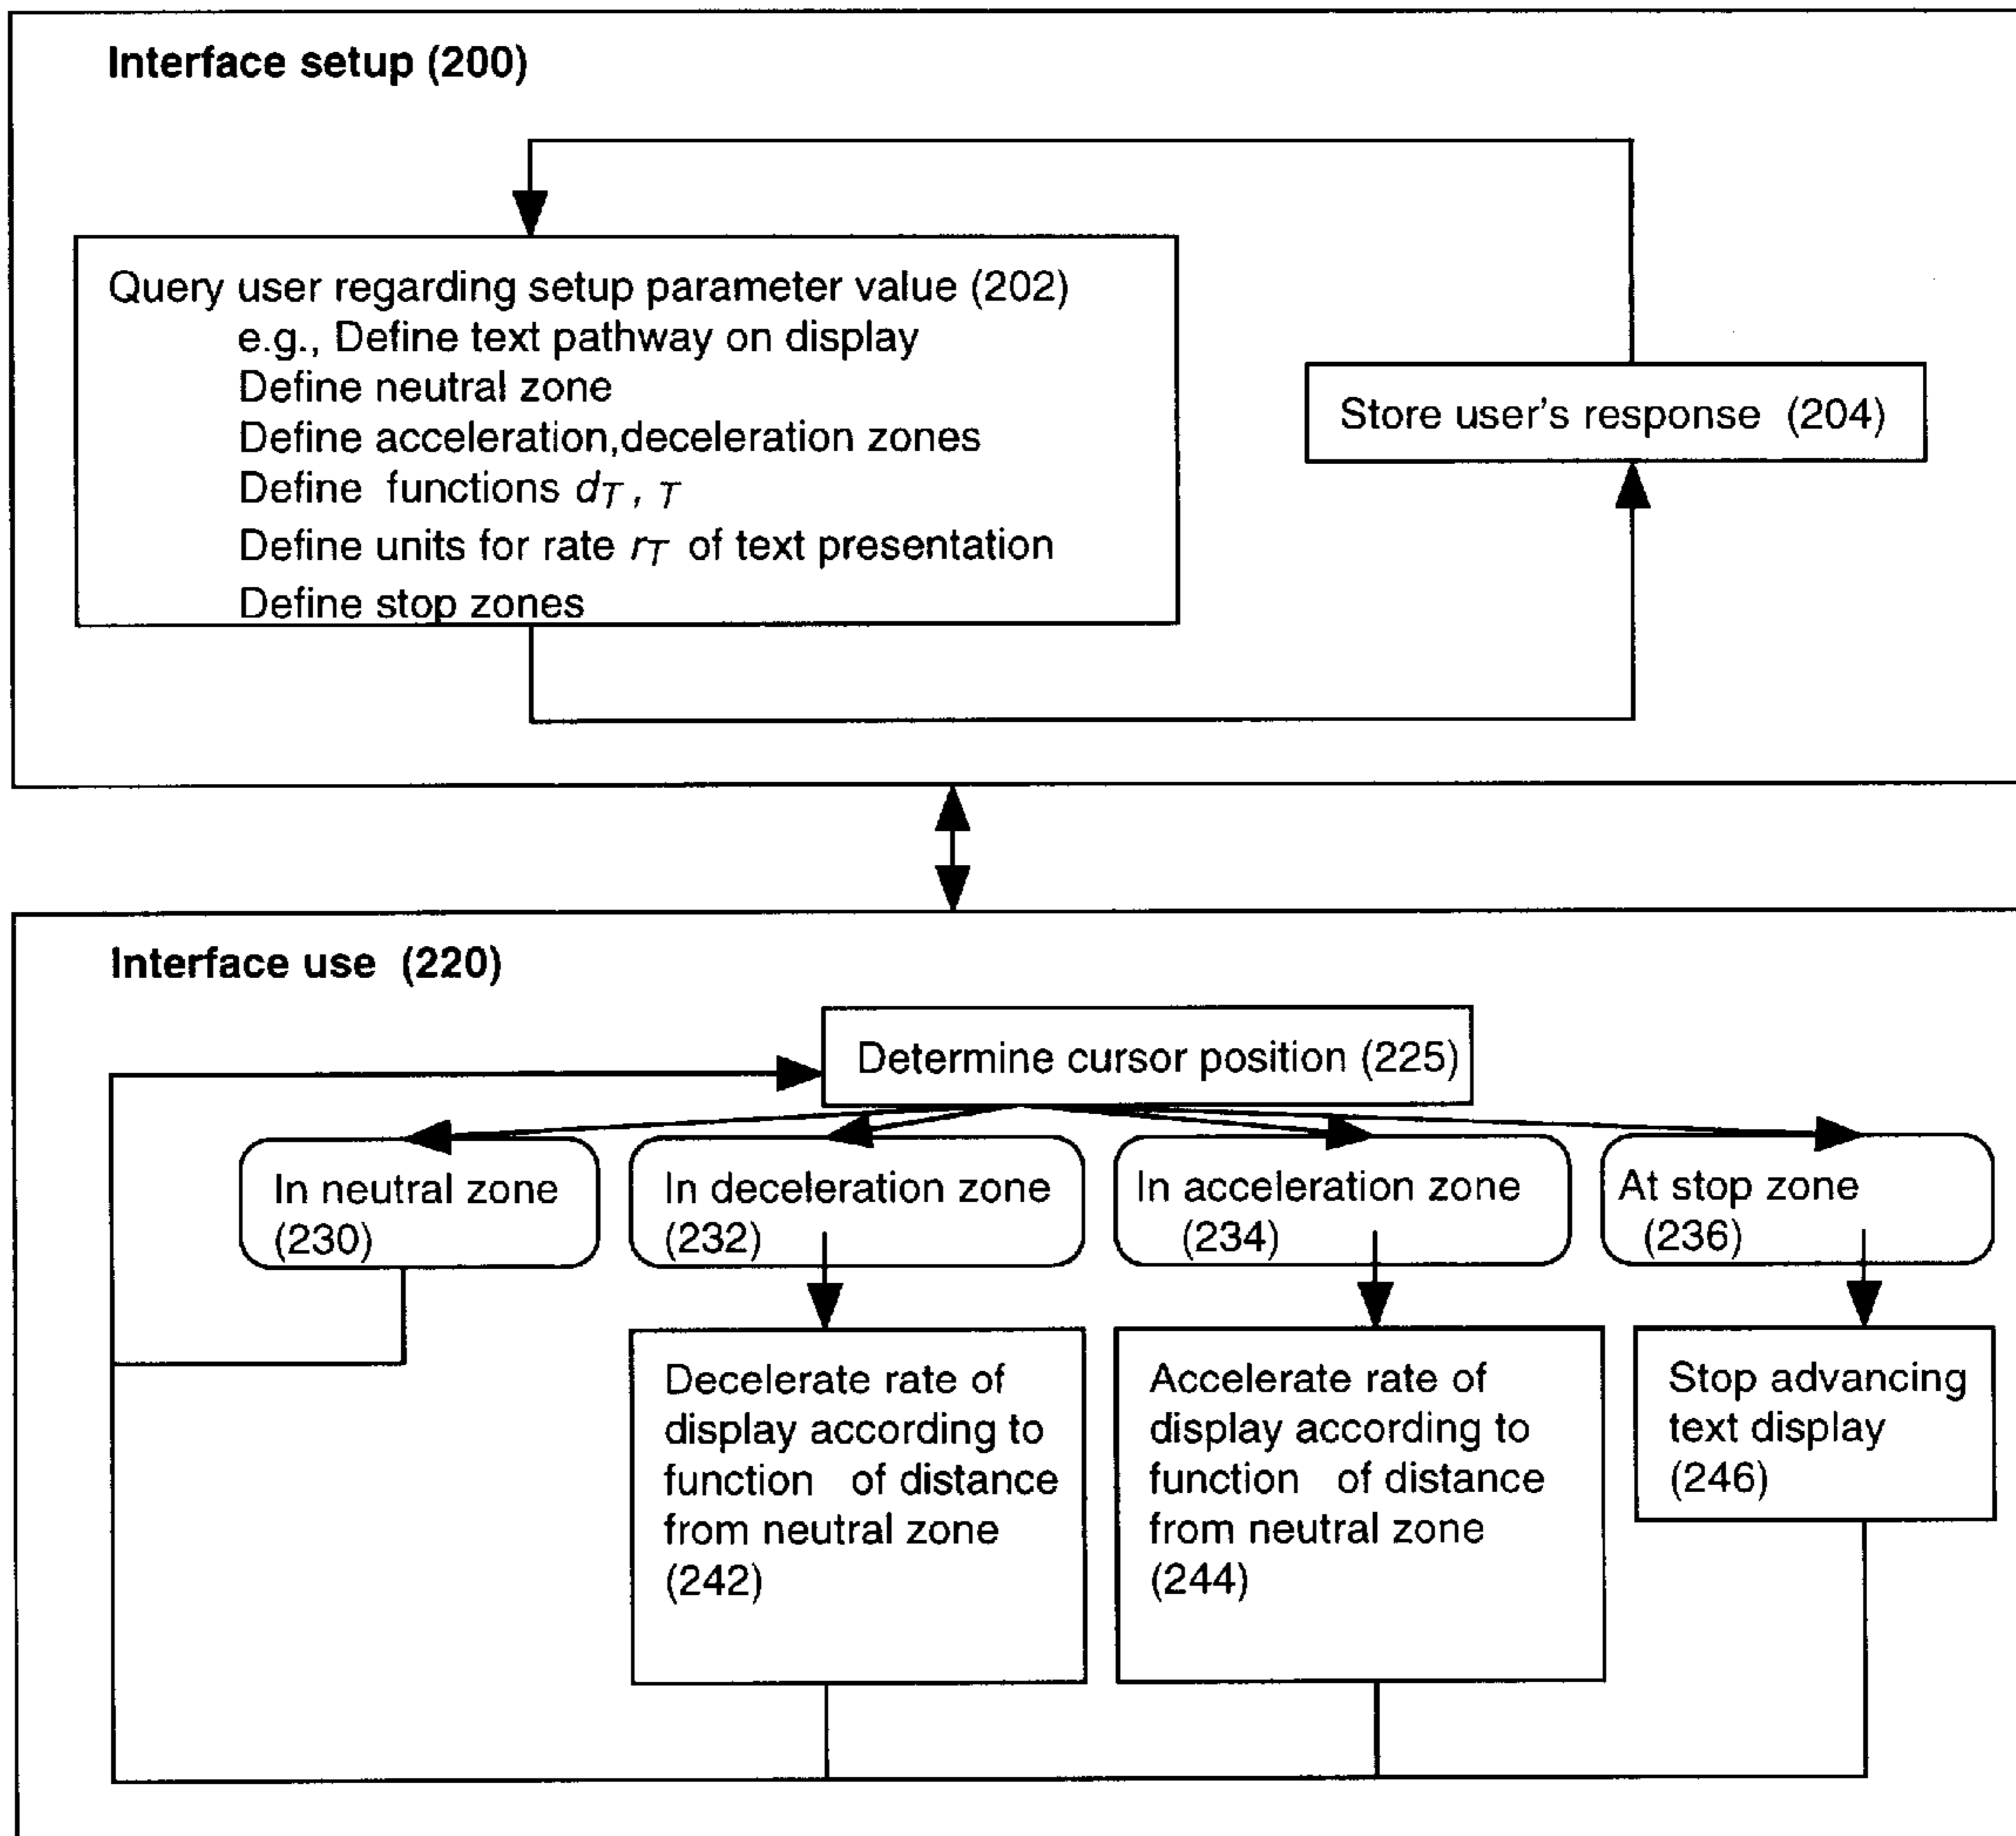 Interface setup (200)
Query user regarding setup parameter value (202)
e.g., Define text pathway on display
Define neutral zone
Define acceleration,deceleration zones
Define functions dT , T
Define units for rate rT of text presentation
Define stop zones
Store user's response (204)
Interface use (220)
Determine cursor position (225)
In neutral zone
(230)
In deceleration zone
(232)
In acceleration zone
(234)
At stop zone
(236)
Decelerate rate of
display according to
function of distance
from neutral zone
(242)
Accelerate rate of
display according to
function of distance
from neutral zone
(244)
Stop advancing
text display
(246)